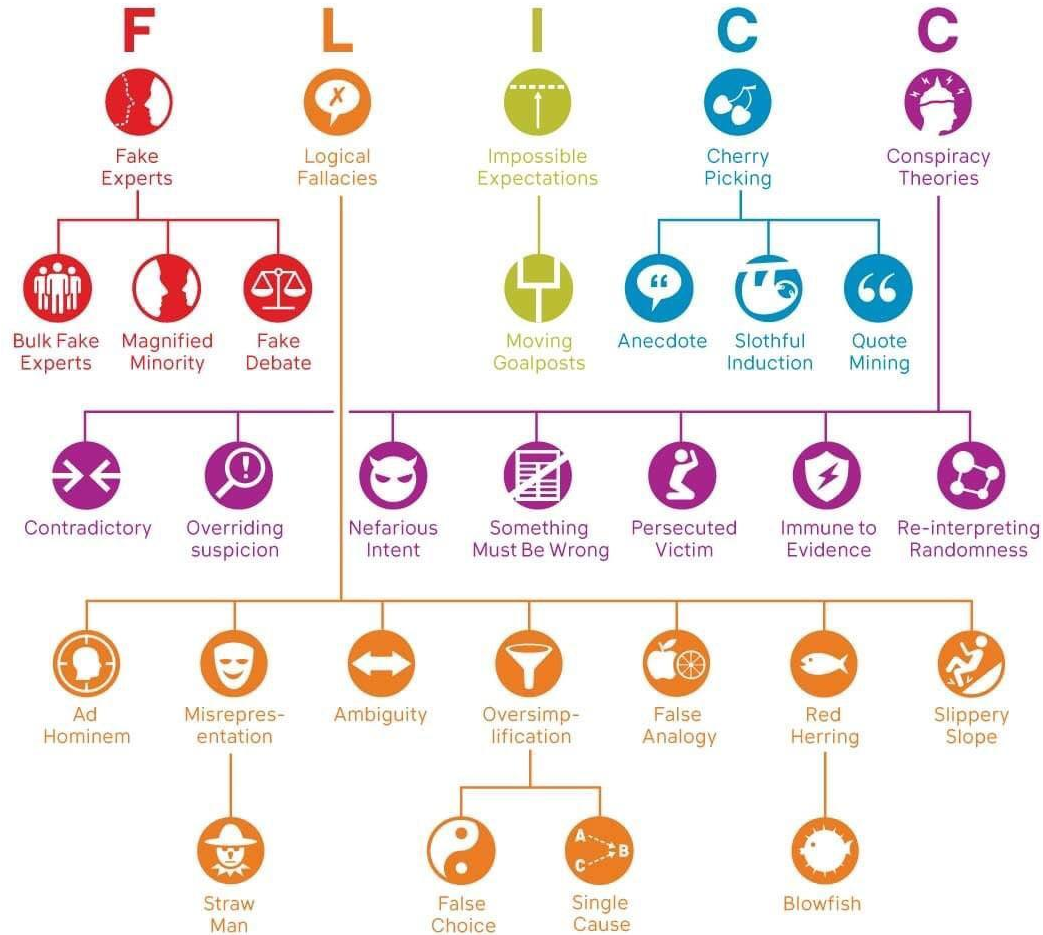 F L I C C
Fake
Experts
Logical
Fallacies
Impossible
Expectations
Cherry
Picking
Conspiracy
Theories
Bulk Fake
Experts
Magnified
Minority
Fake
Debate
Moving
Goalposts
Anecdote
Slothful
Induction
Quote
Mining
Contradictory
Overriding
suspicion
Nefarious
Intent
Something
Must Be Wrong
Persecuted
Victim
Immune to
Evidence
Re-interpreting
Randomness
Ad
Hominem
Misrepres-
entation
Ambiguity
Oversimp-
lification
False
Analogy
Red
Herring
Slippery
Slope
Straw
Man
False
Choice
A
B
C
Single
Cause
Blowfish